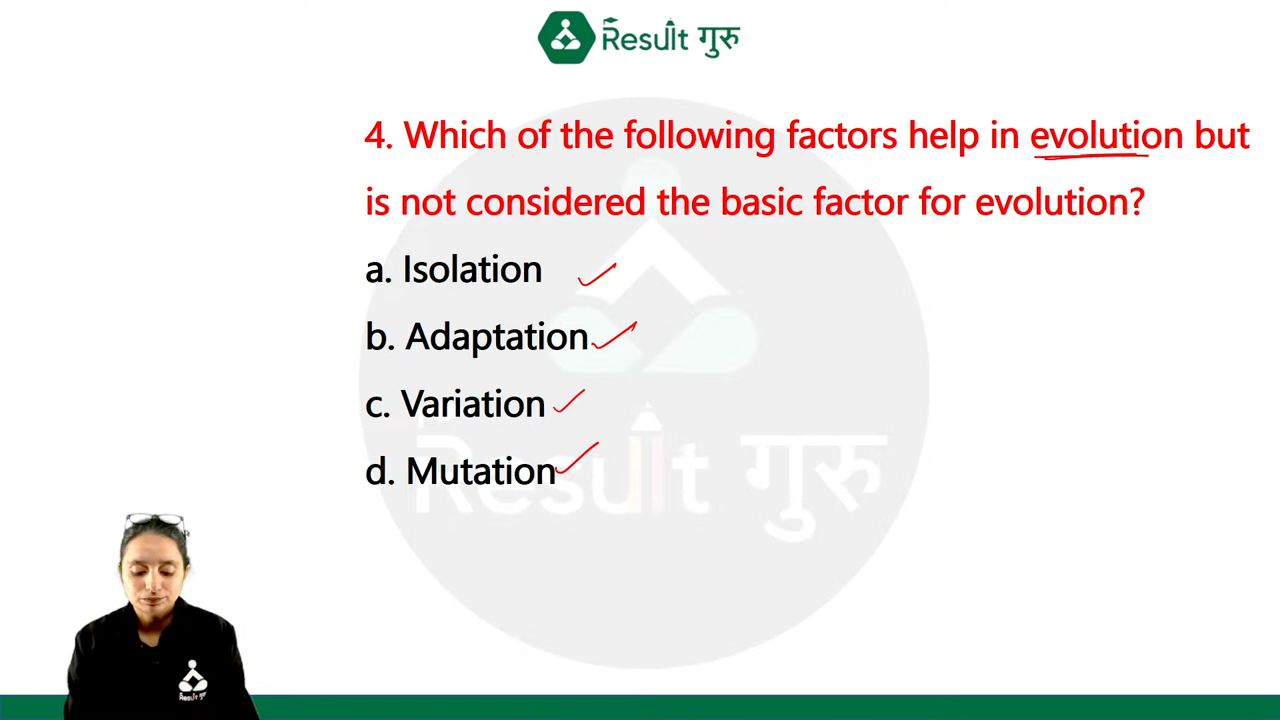 Result गुरु
4. Which of the following factors help in evolution but
is not considered the basic factor for evolution?
a. Isolation
b. Adaptation
c. Variation
d. Mutation
Result गुरु
Result गुरु